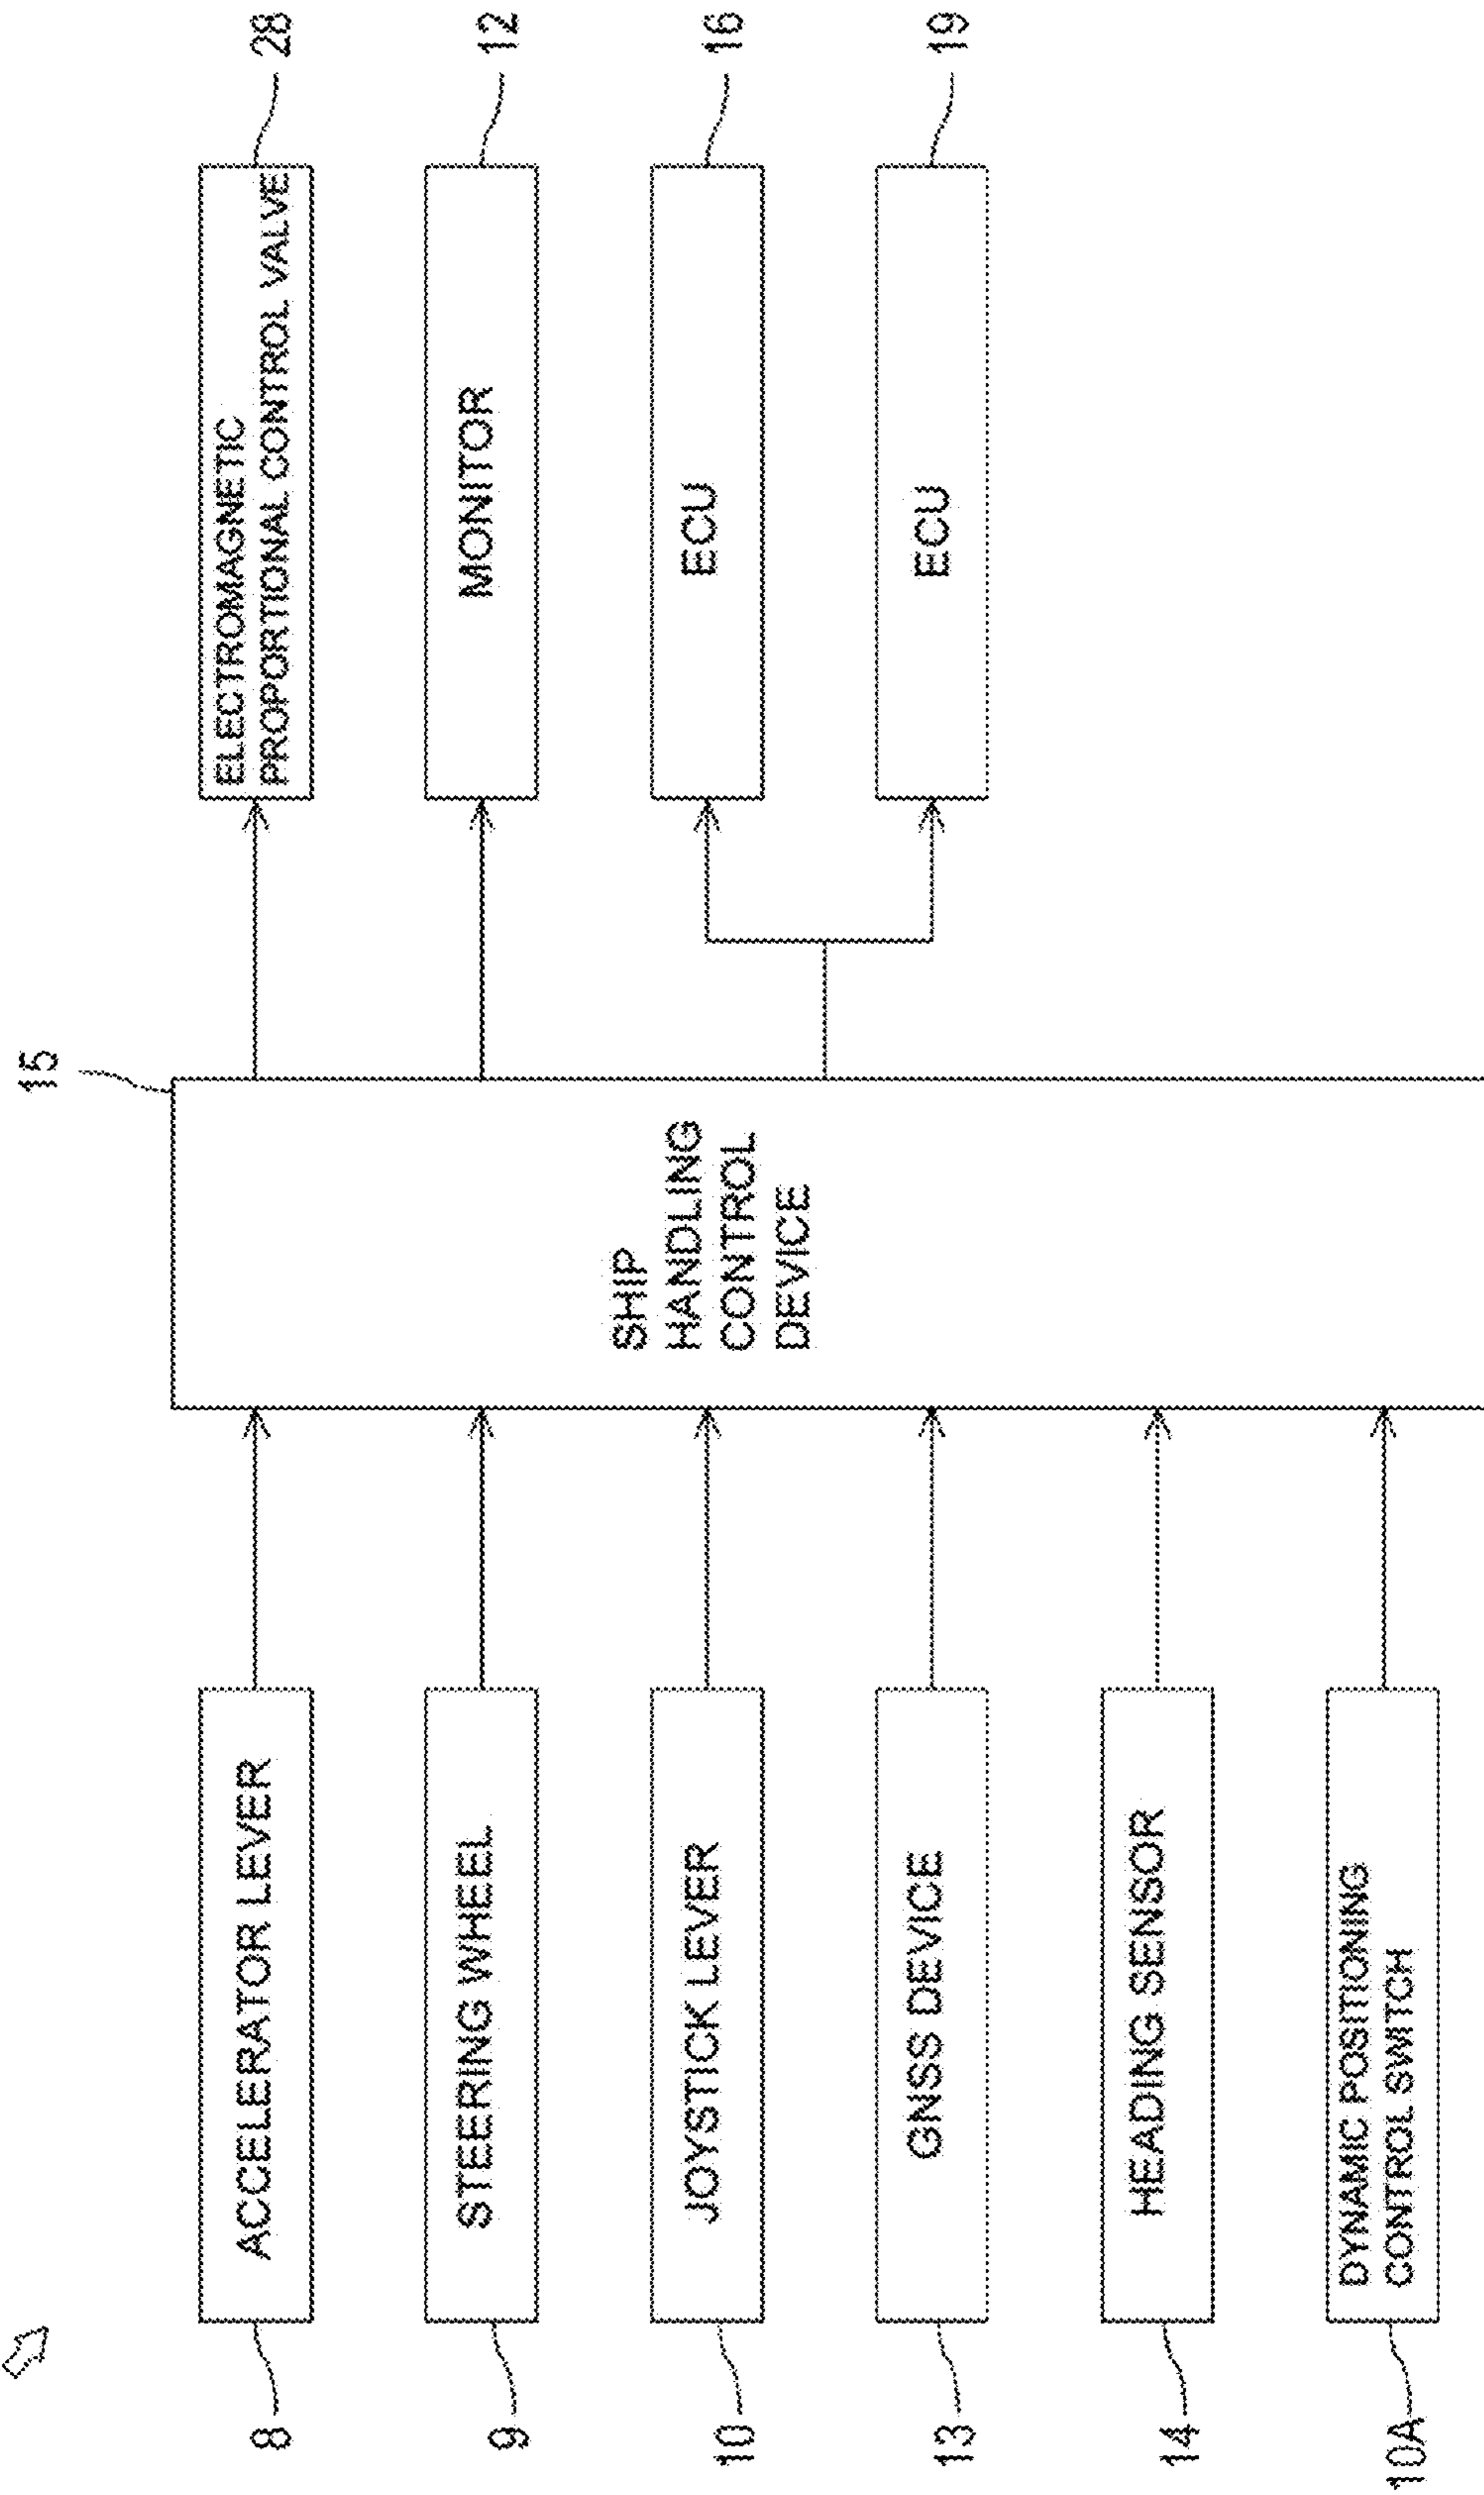 15
8
ACCELERATOR LEVER
ELECTROMAGNETIC
PROPORTIONAL CONTROL VALVE
28
9
STEERING WHEEL
MONITOR
12
10
JOYSTICK LEVER
SHIP
HANDLING
CONTROL
DEVICE
ECU
16
13
GNSS DEVICE
ECU
19
14
HEADING SENSOR
10A
DYNAMIC POSITIONING
CONTROL SWITCH